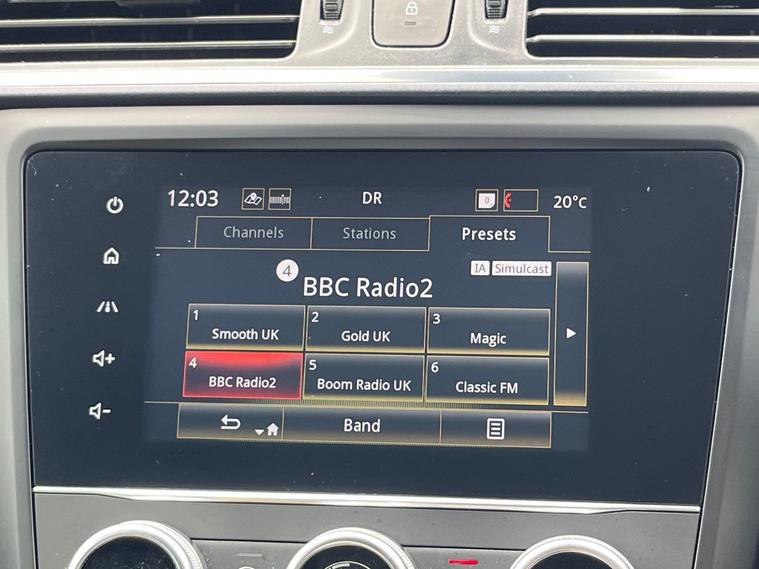 12:03 DR 0 20°C
Channels Stations Presets
4 IA Simulcast
BBC Radio2
1 Smooth UK 2 Gold UK 3 Magic
4 BBC Radio2 5 Boom Radio UK 6 Classic FM
Band